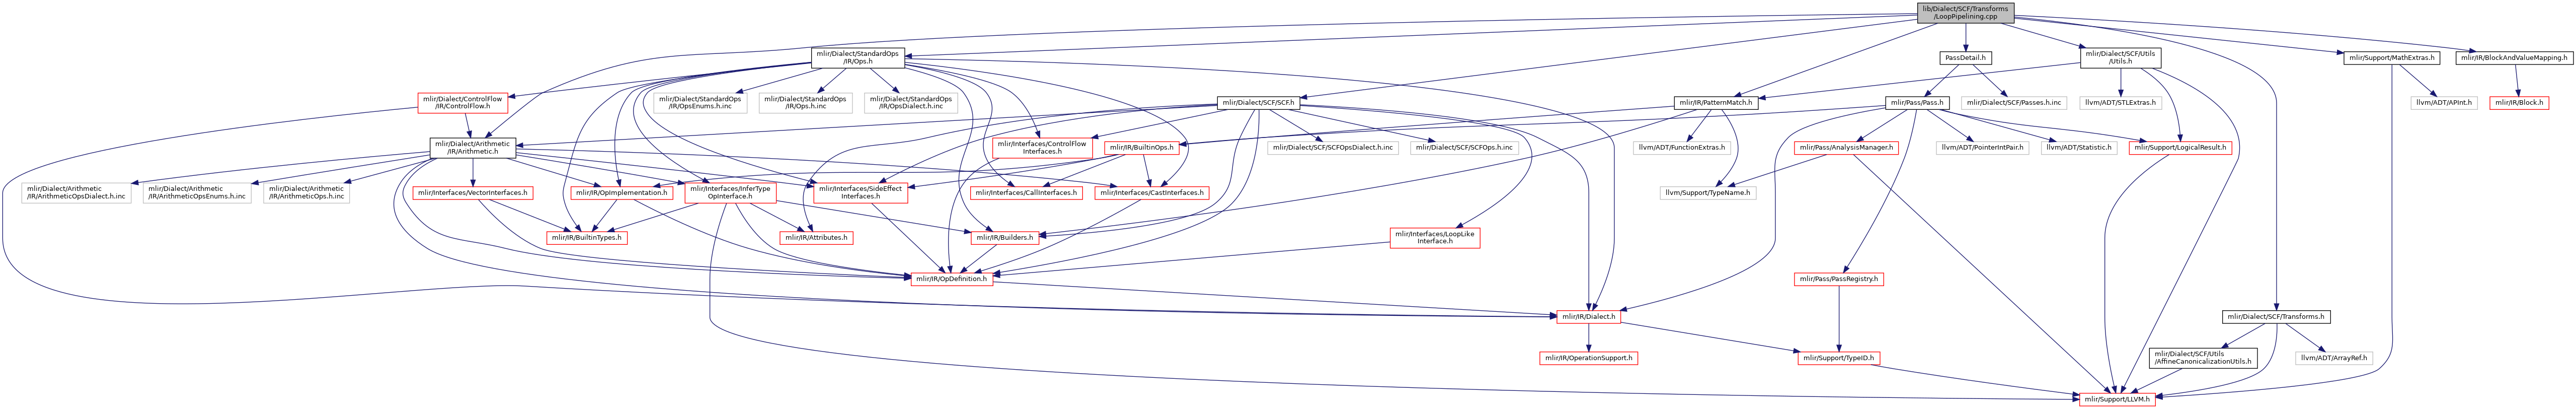 lib/Dialect/SCF/Transforms
/LoopPipelining.cpp
mlir/Dialect/StandardOps
/IR/Ops.h
PassDetail.h
mlir/Dialect/SCF/Utils
/Utils.h
mlir/Support/MathExtras.h
mlir/IR/BlockAndValueMapping.h
mlir/Dialect/ControlFlow
/IR/ControlFlow.h
mlir/Dialect/StandardOps
/IR/OpsEnums.h.inc
mlir/Dialect/StandardOps
/IR/Ops.h.inc
mlir/Dialect/StandardOps
/IR/OpsDialect.h.inc
mlir/Dialect/SCF/SCF.h
mlir/IR/PatternMatch.h
mlir/Pass/Pass.h
mlir/Dialect/SCF/Passes.h.inc
llvm/ADT/STLExtras.h
llvm/ADT/APInt.h
mlir/IR/Block.h
mlir/Dialect/Arithmetic
/IR/Arithmetic.h
mlir/Interfaces/ControlFlow
Interfaces.h
mlir/IR/BuiltinOps.h
mlir/Dialect/SCF/SCFOpsDialect.h.inc
mlir/Dialect/SCF/SCFOps.h.inc
llvm/ADT/FunctionExtras.h
mlir/Pass/AnalysisManager.h
llvm/ADT/PointerIntPair.h
llvm/ADT/Statistic.h
mlir/Support/LogicalResult.h
mlir/Dialect/Arithmetic
/IR/ArithmeticOpsDialect.h.inc
mlir/Dialect/Arithmetic
/IR/ArithmeticOpsEnums.h.inc
mlir/Dialect/Arithmetic
/IR/ArithmeticOps.h.inc
mlir/Interfaces/VectorInterfaces.h
mlir/IR/OpImplementation.h
mlir/Interfaces/InferType
OpInterface.h
mlir/Interfaces/SideEffect
Interfaces.h
mlir/Interfaces/CallInterfaces.h
mlir/Interfaces/CastInterfaces.h
llvm/Support/TypeName.h
mlir/IR/BuiltinTypes.h
mlir/IR/Attributes.h
mlir/IR/Builders.h
mlir/Interfaces/LoopLike
Interface.h
mlir/IR/OpDefinition.h
mlir/Pass/PassRegistry.h
mlir/IR/Dialect.h
mlir/Dialect/SCF/Transforms.h
mlir/IR/OperationSupport.h
mlir/Support/TypeID.h
mlir/Dialect/SCF/Utils
/AffineCanonicalizationUtils.h
llvm/ADT/ArrayRef.h
mlir/Support/LLVM.h